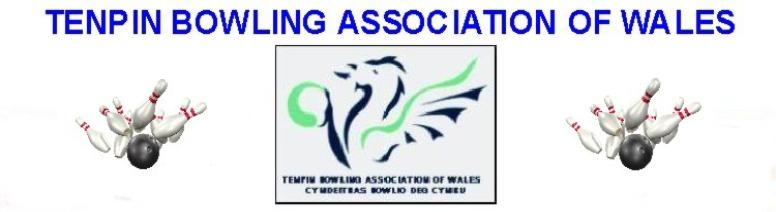 TENPIN BOWLING ASSOCIATION OF WALES
TENPIN BOWLING ASSOCIATION OF WALES
CYMDEITHAS BOWLIO DEG CYMRU